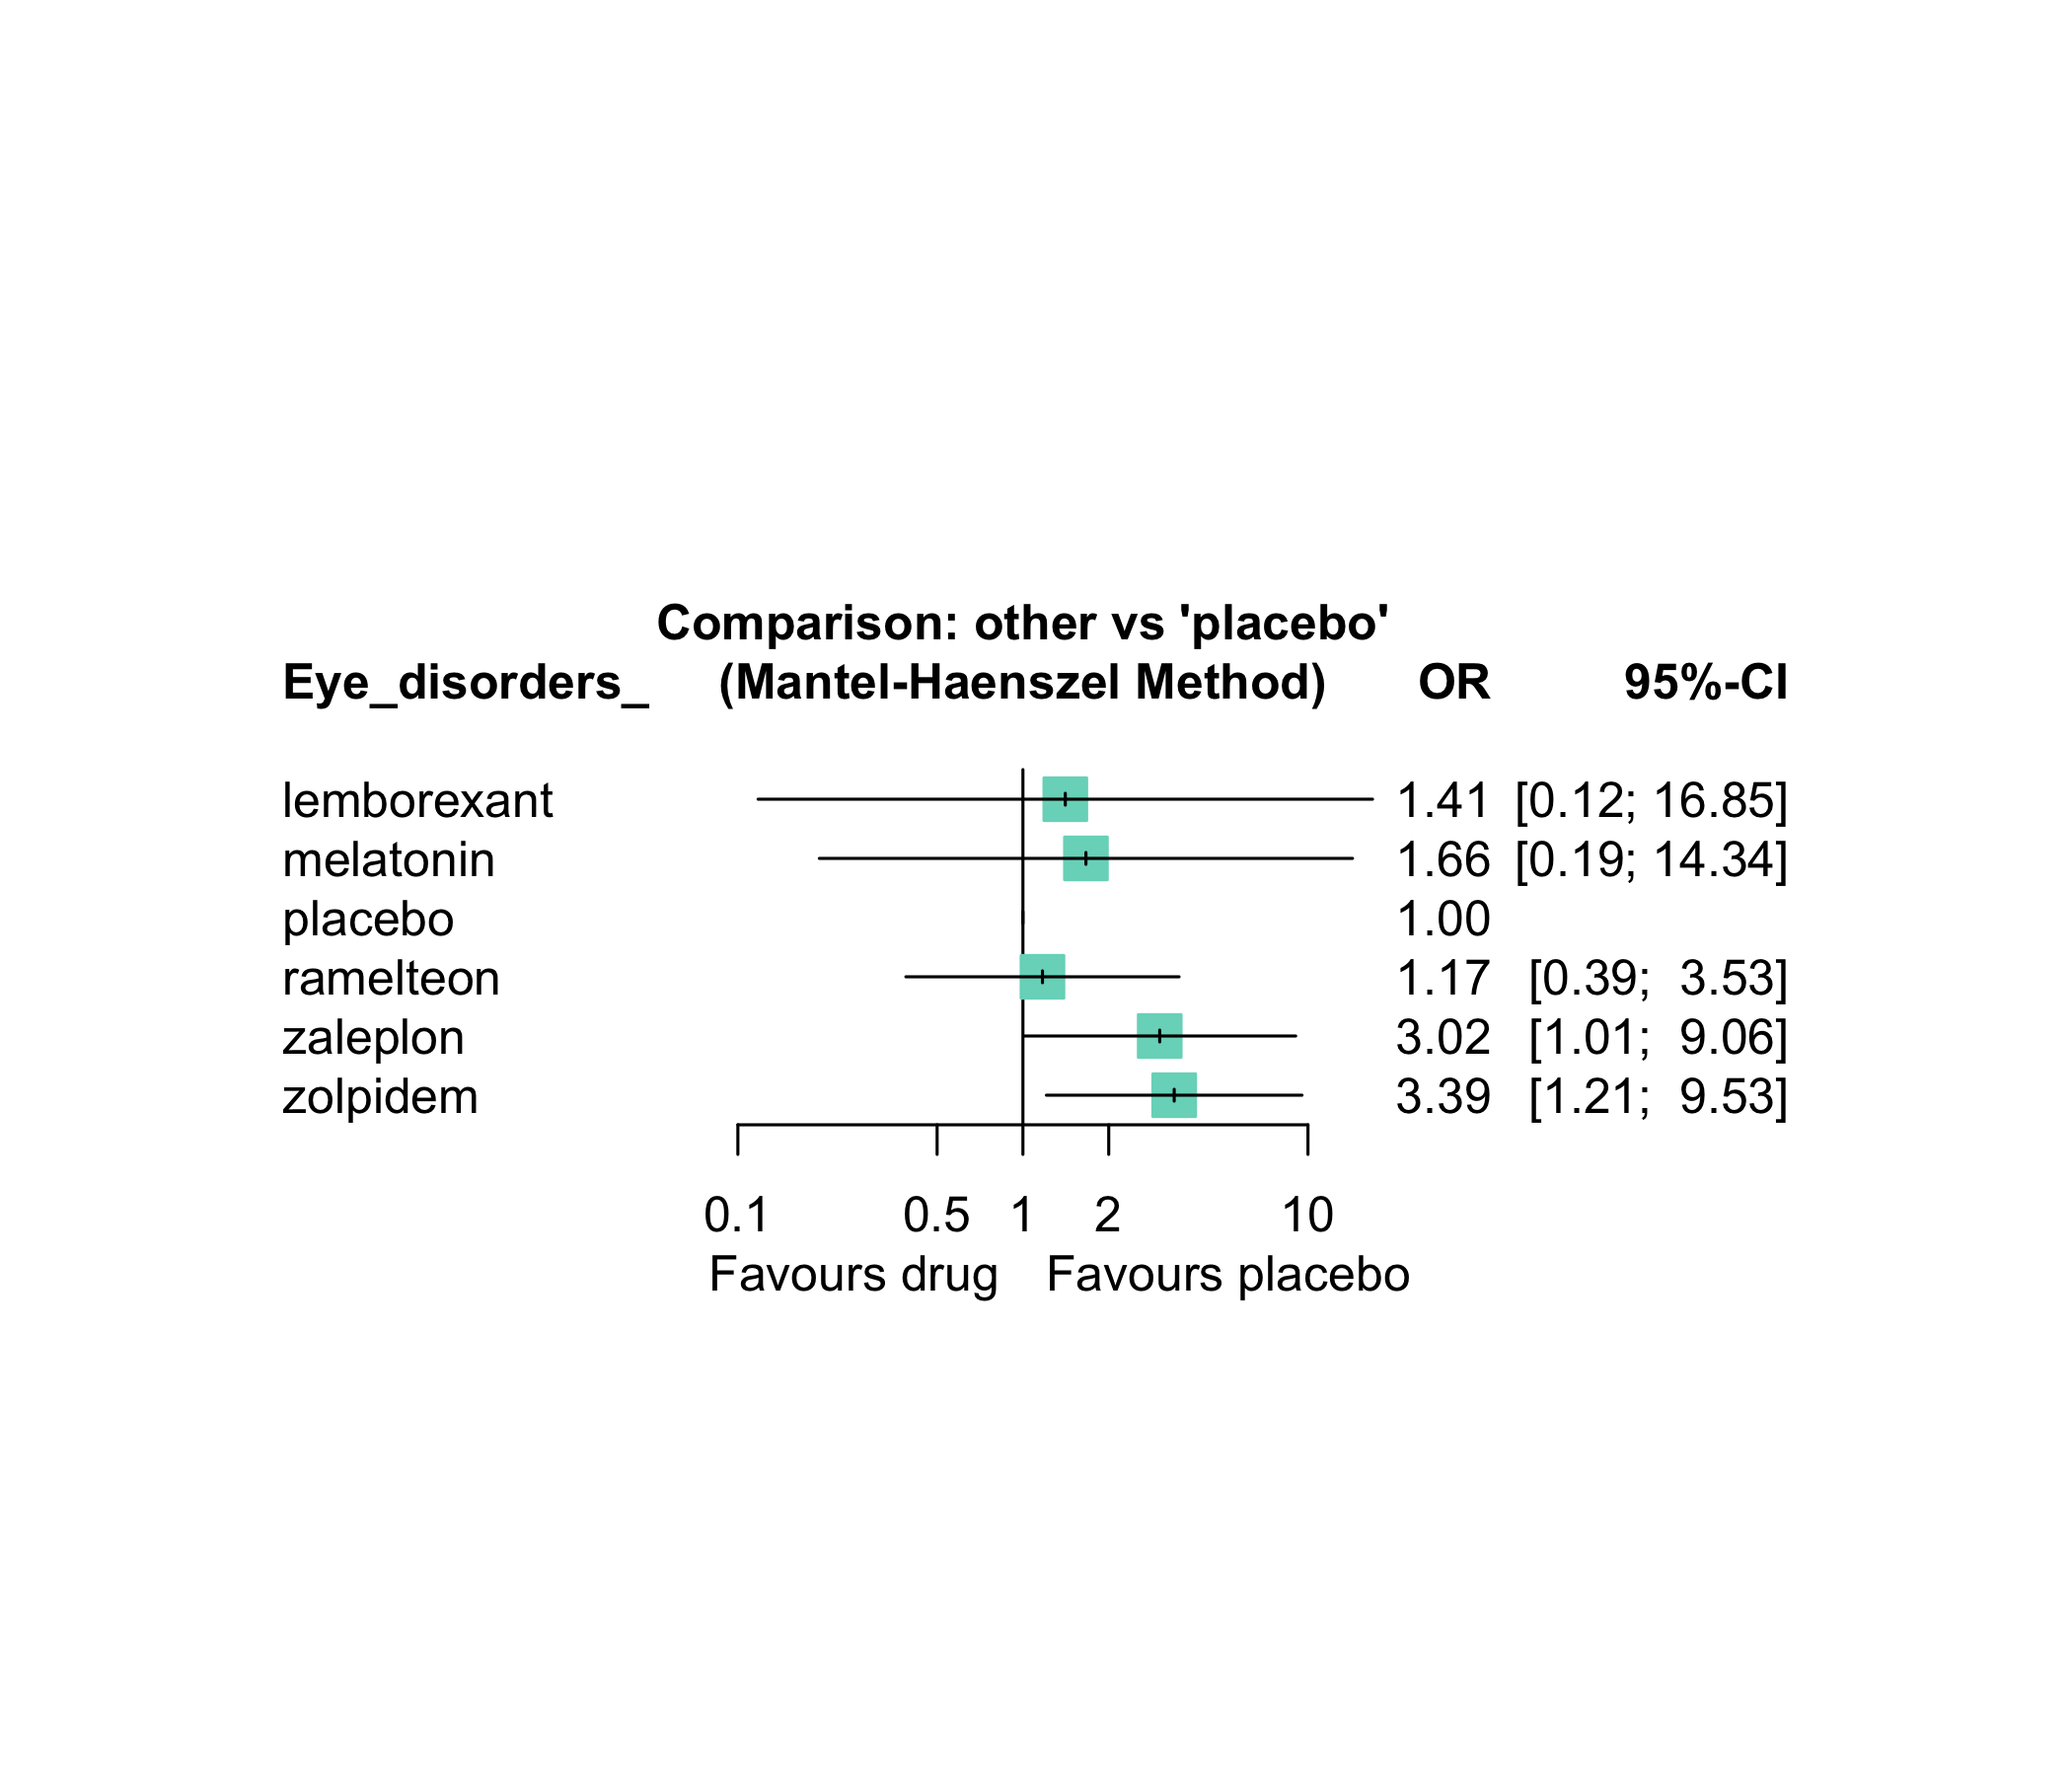 Comparison: other vs 'placebo'
Eye_disorders_ (Mantel-Haenszel Method) OR 95%-CI
lemborexant 1.41 [0.12; 16.85]
melatonin 1.66 [0.19; 14.34]
placebo 1.00
ramelteon 1.17 [0.39; 3.53]
zaleplon 3.02 [1.01; 9.06]
zolpidem 3.39 [1.21; 9.53]
0.1 0.5 1 2 10
Favours drug Favours placebo